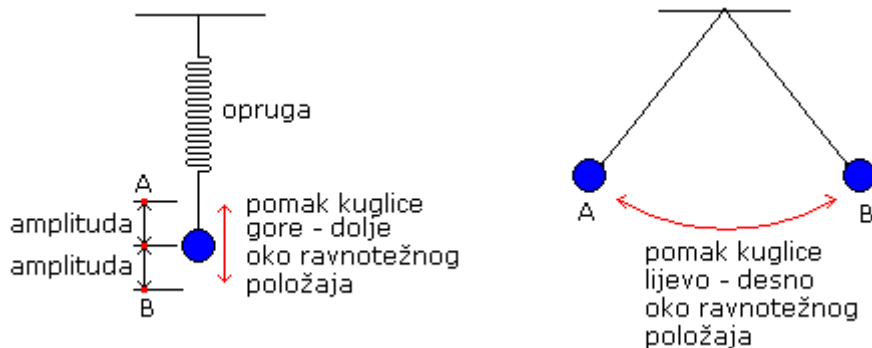 opruga
A
amplituda
amplituda
B
pomak kuglice
gore - dolje
oko ravnotežnog
položaja
A
B
pomak kuglice
lijevo - desno
oko ravnotežnog
položaja